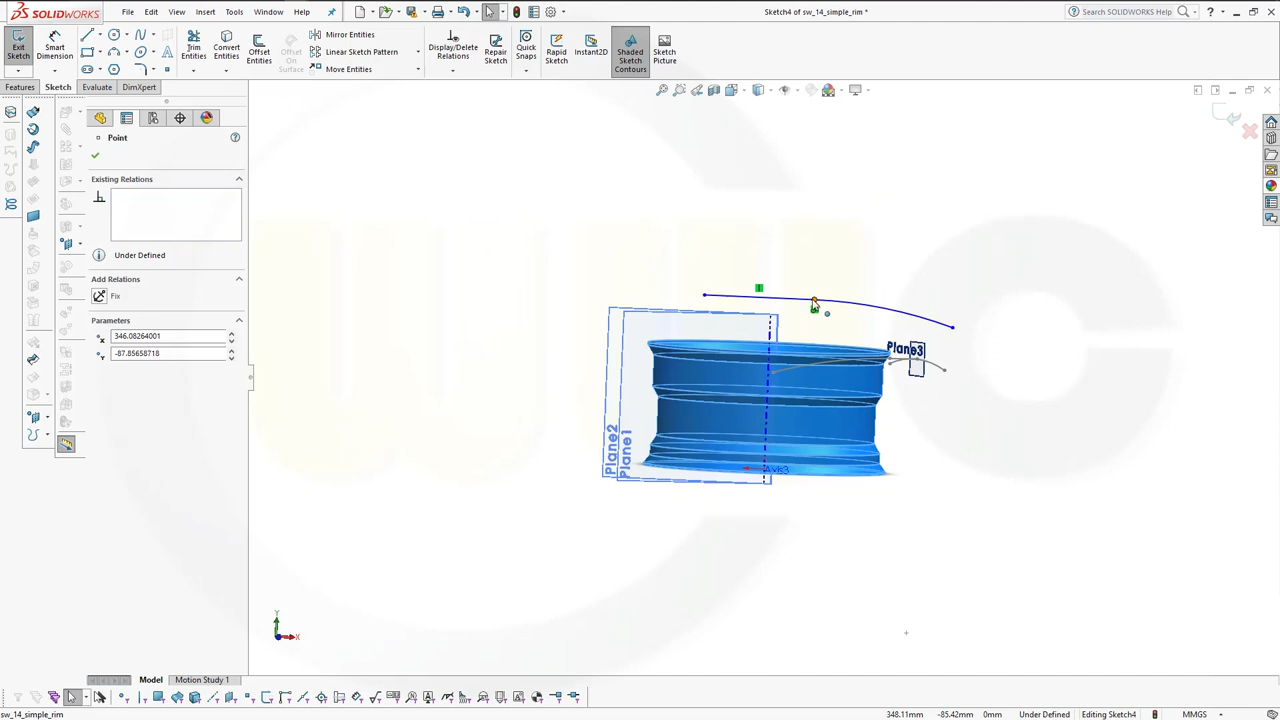 SOLIDWORKS File Edit View Insert Tools Window Help Sketch4 of sw_14_simple_rim * Search SOLIDWORKS Help
Exit Sketch
Smart Dimension
Trim Entities
Convert Entities
Offset Entities
Offset On Surface
Mirror Entities
Linear Sketch Pattern
Move Entities
Display/Delete Relations
Repair Sketch
Quick Snaps
Rapid Sketch
Instant2D
Shaded Sketch Contours
Sketch Picture
Features Sketch Evaluate DimXpert
Point
Existing Relations
Under Defined
Add Relations
Fix
Parameters
346.08264001
-87.85658718
Plane3
Plane2
Plane1
Y
X
Model Motion Study 1
sw_14_simple_rim 348.11mm -85.42mm 0mm Under Defined Editing Sketch4 MMGS